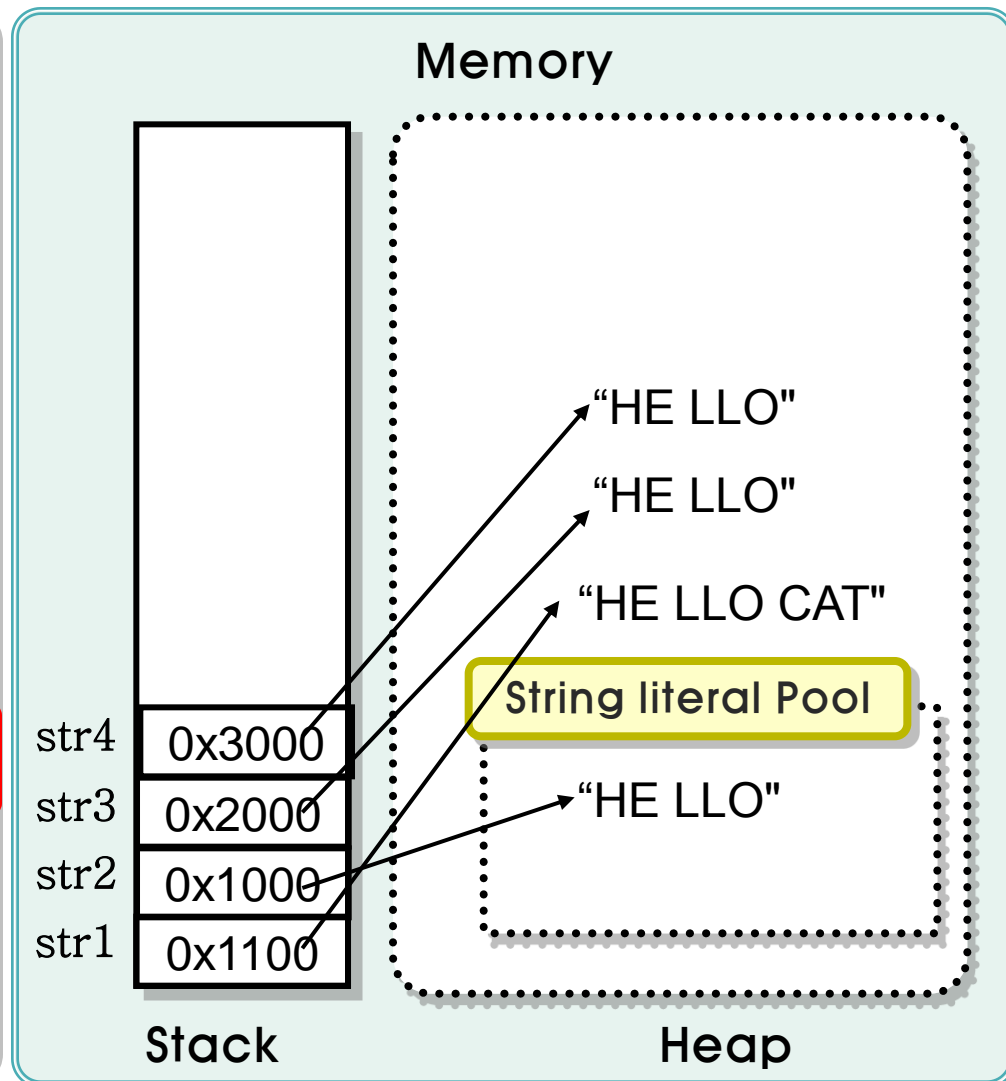 Memory
“HE LLO"
“HE LLO"
“HE LLO CAT"
String literal Pool
str4 0x3000
str3 0x2000
“HE LLO"
str2 0x1000
str1 0x1100
Stack Heap